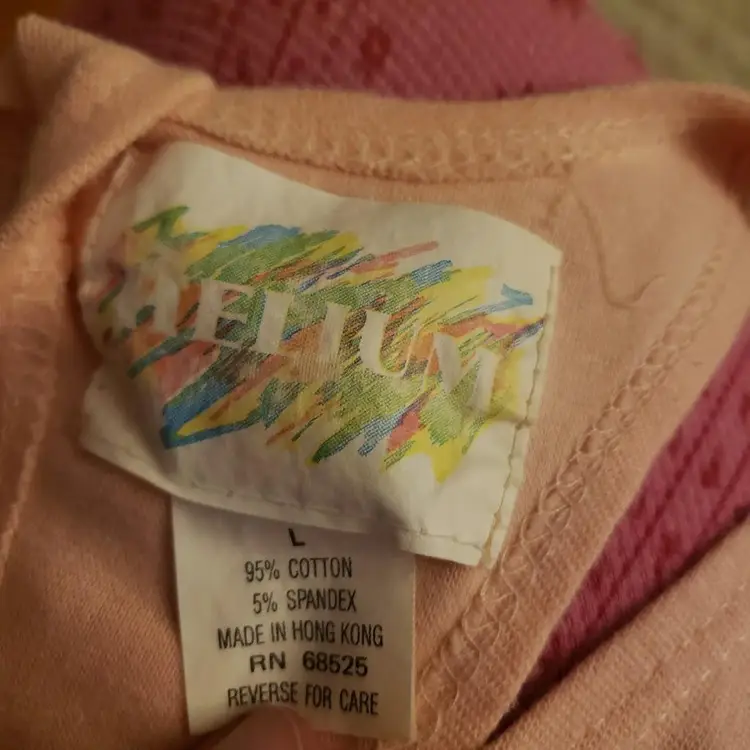 HELIUM
L
95% COTTON
5% SPANDEX
MADE IN HONG KONG
RN 68525
REVERSE FOR CARE